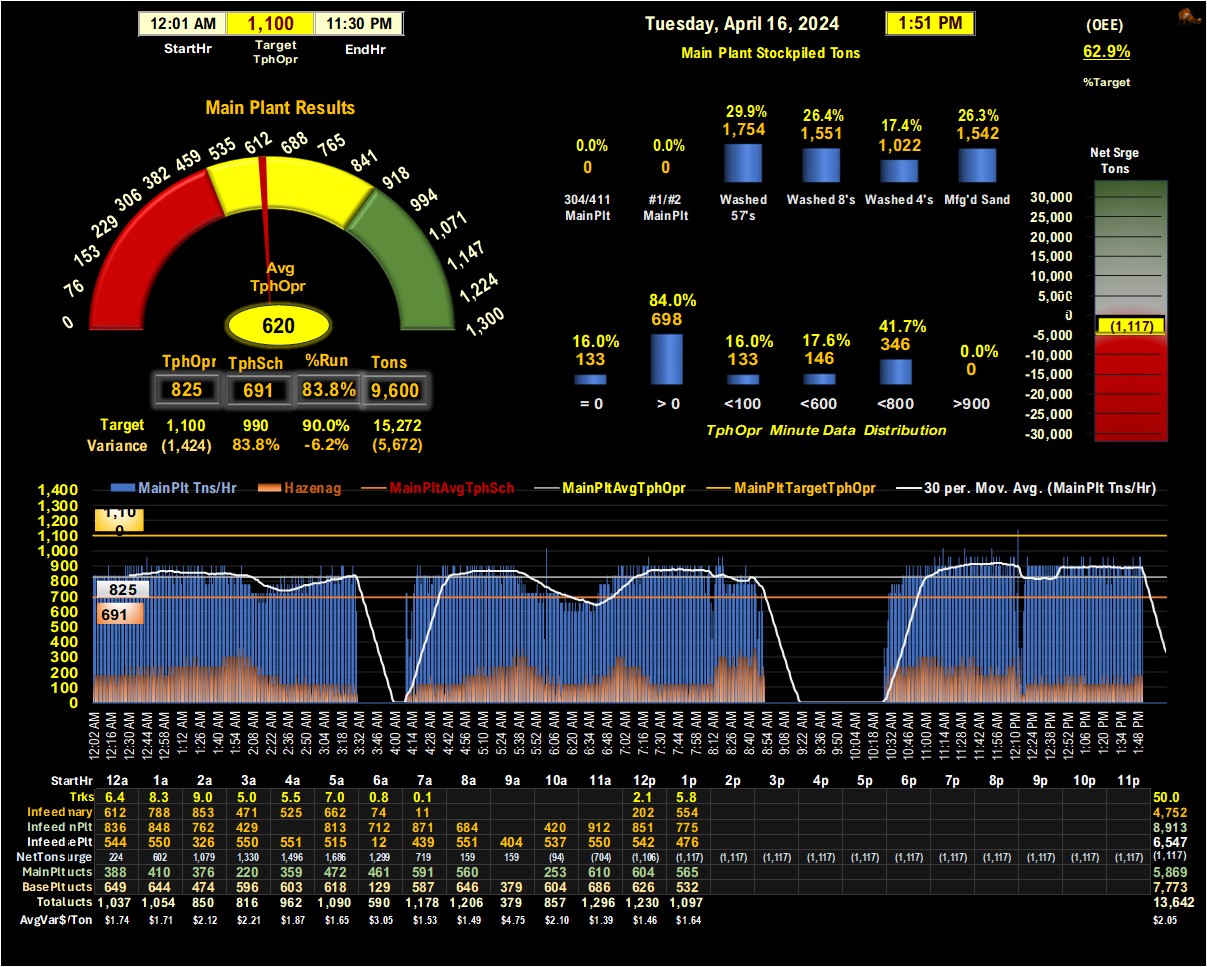 12:01 AM 1,100 11:30 PM
StartHr Target TphOpr EndHr
Tuesday, April 16, 2024 1:51 PM
Main Plant Stockpiled Tons
(OEE)
62.9%
%Target
Main Plant Results
0 76 153 229 306 382 459 535 612 688 765 841 918 994 1,071 1,147 1,224 1,300
Avg
TphOpr
620
TphOpr TphSch %Run Tons
825 691 83.8% 9,600
Target 1,100 990 90.0% 15,272
Variance (1,424) 83.8% -6.2% (5,672)
0.0% 0.0% 29.9% 26.4% 17.4% 26.3%
0 0 1,754 1,551 1,022 1,542
304/411 MainPlt #1/#2 MainPlt Washed 57's Washed 8's Washed 4's Mfg'd Sand
16.0% 84.0% 16.0% 17.6% 41.7% 0.0%
133 698 133 146 346 0
= 0 > 0 <100 <600 <800 >900
TphOpr Minute Data Distribution
Net Srge
Tons
30,000
25,000
20,000
15,000
10,000
5,000
0
(1,117)
-5,000
-10,000
-15,000
-20,000
-25,000
-30,000
MainPlt Tns/Hr Hazenag MainPltAvgTphSch MainPltAvgTphOpr MainPltTargetTphOpr 30 per. Mov. Avg. (MainPlt Tns/Hr)
1,400
1,300
1,200
1,100
1,000
900
800
700
600
500
400
300
200
100
0
1,10
0
825
691
12:02 AM 12:16 AM 12:30 AM 12:44 AM 12:58 AM 1:12 AM 1:26 AM 1:40 AM 1:54 AM 2:08 AM 2:22 AM 2:36 AM 2:50 AM 3:04 AM 3:18 AM 3:32 AM 3:46 AM 4:00 AM 4:14 AM 4:28 AM 4:42 AM 4:56 AM 5:10 AM 5:24 AM 5:38 AM 5:52 AM 6:06 AM 6:20 AM 6:34 AM 6:48 AM 7:02 AM 7:16 AM 7:30 AM 7:44 AM 7:58 AM 8:12 AM 8:26 AM 8:40 AM 8:54 AM 9:08 AM 9:22 AM 9:36 AM 9:50 AM 10:04 AM 10:18 AM 10:32 AM 10:46 AM 11:00 AM 11:14 AM 11:28 AM 11:42 AM 11:56 AM 12:10 PM 12:24 PM 12:38 PM 12:52 PM 1:06 PM 1:20 PM 1:34 PM 1:48 PM
StartHr 12a 1a 2a 3a 4a 5a 6a 7a 8a 9a 10a 11a 12p 1p 2p 3p 4p 5p 6p 7p 8p 9p 10p 11p
Trks 6.4 8.3 9.0 5.0 5.5 7.0 0.8 0.1 2.1 5.8 50.0
Infeed mary 612 788 853 471 525 662 74 11 202 554 4,752
Infeed nPlt 836 848 762 429 813 712 871 684 420 912 851 775 8,913
Infeed ePlt 544 550 326 550 551 515 12 439 551 404 537 550 542 476 6,547
NetTons urge 224 602 1,079 1,330 1,496 1,686 1,299 719 159 159 (94) (704) (1,106) (1,117) (1,117) (1,117) (1,117) (1,117) (1,117) (1,117) (1,117) (1,117) (1,117) (1,117) (1,117)
MainPlt ucts 388 410 376 220 359 472 461 591 560 253 610 604 565 5,869
BasePlt ucts 649 644 474 596 603 618 129 587 646 379 604 686 626 532 7,773
Total ucts 1,037 1,054 850 816 962 1,090 590 1,178 1,206 379 857 1,296 1,230 1,097 13,642
AvgVar$/Ton $1.74 $1.71 $2.12 $2.21 $1.87 $1.65 $3.05 $1.53 $1.49 $4.75 $2.10 $1.39 $1.46 $1.64 $2.05